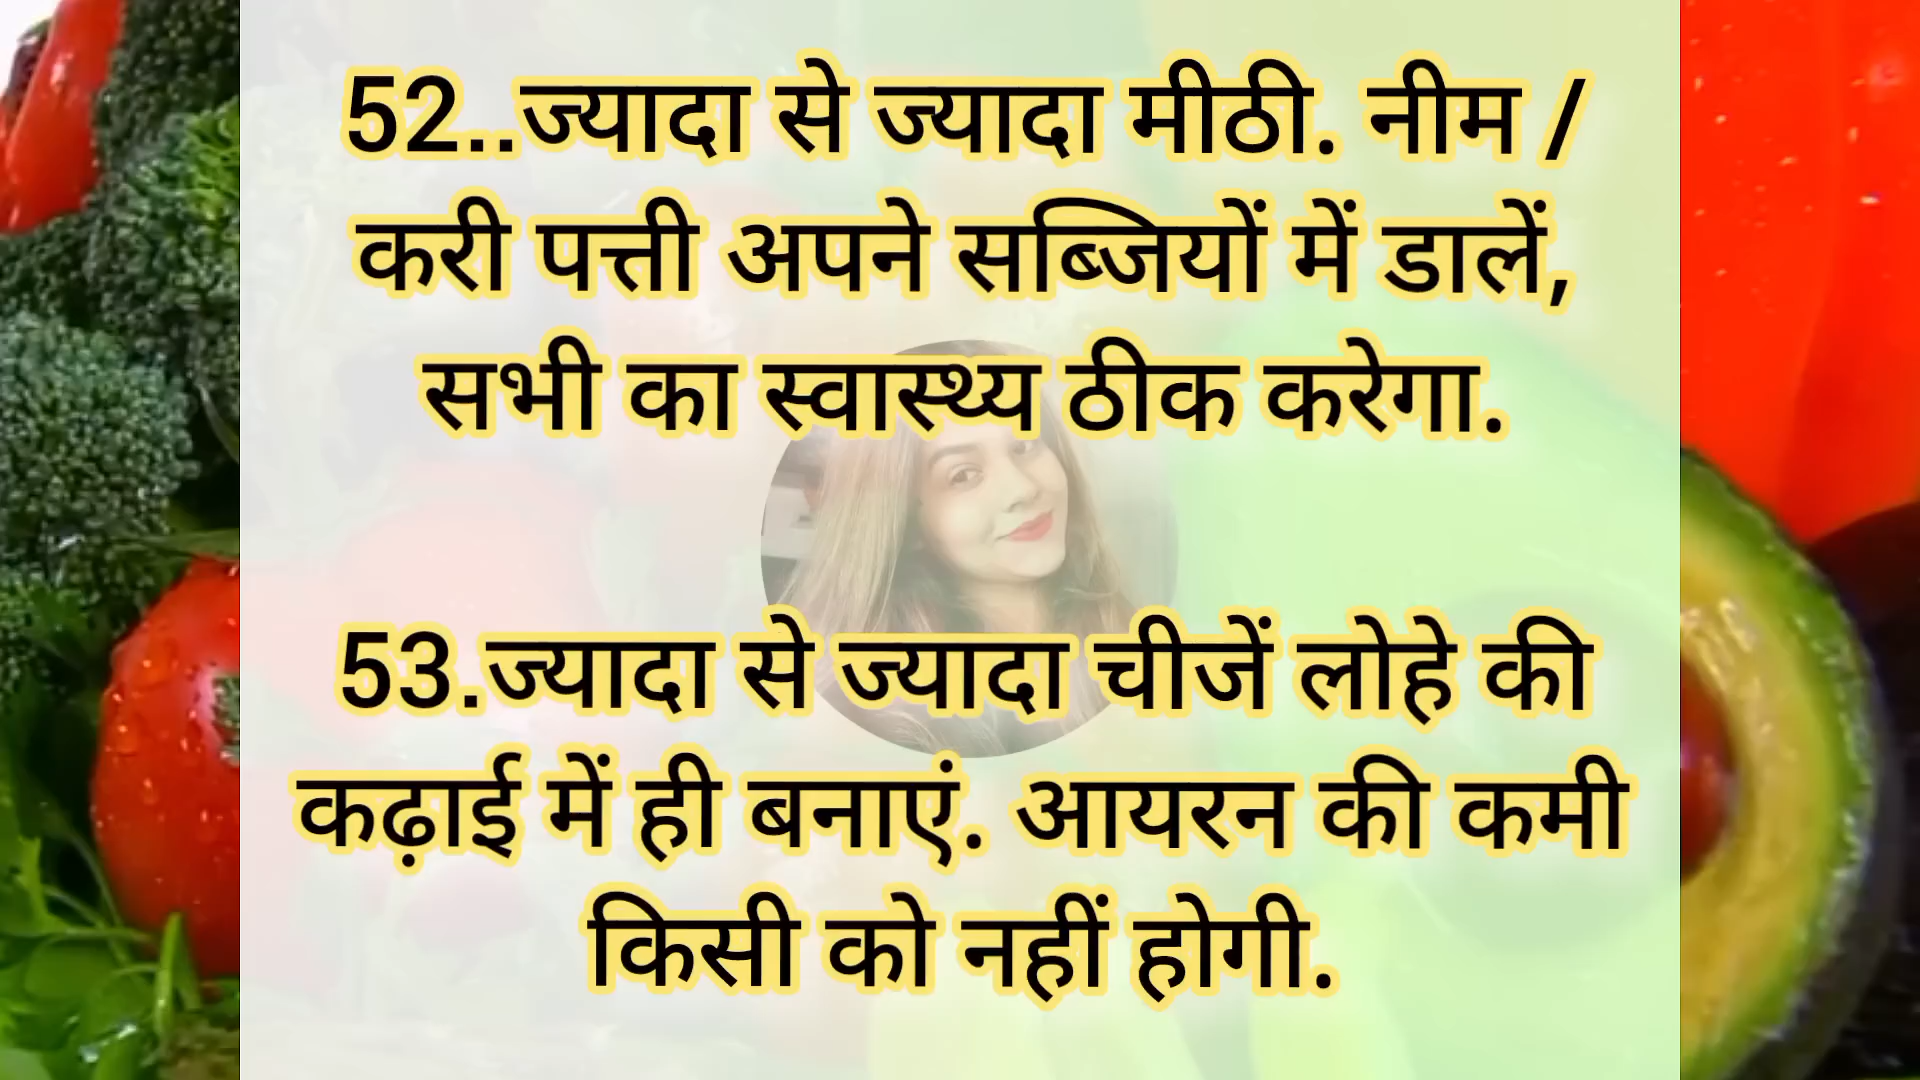 52..ज्यादा से ज्यादा मीठी. नीम /
करी पत्ती अपने सब्जियों में डालें,
सभी का स्वास्थ्य ठीक करेगा.
53.ज्यादा से ज्यादा चीजें लोहे की
कढ़ाई में ही बनाएं. आयरन की कमी
किसी को नहीं होगी.